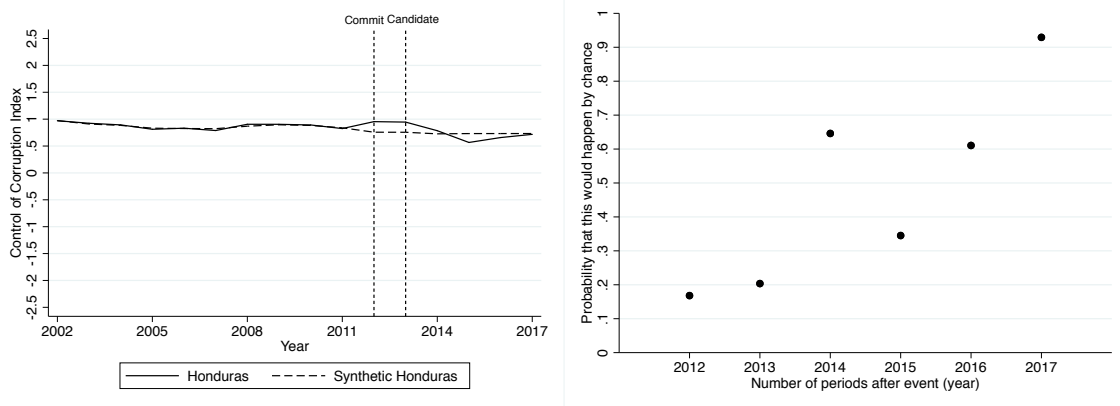 Commit Candidate
Control of Corruption Index
2.5
2
1.5
1
.5
0
-.5
-1
-1.5
-2
-2.5
2002 2005 2008 2011 2014 2017
Year
Honduras Synthetic Honduras
Probability that this would happen by chance
1
.9
.8
.7
.6
.5
.4
.3
.2
.1
0
2012 2013 2014 2015 2016 2017
Number of periods after event (year)